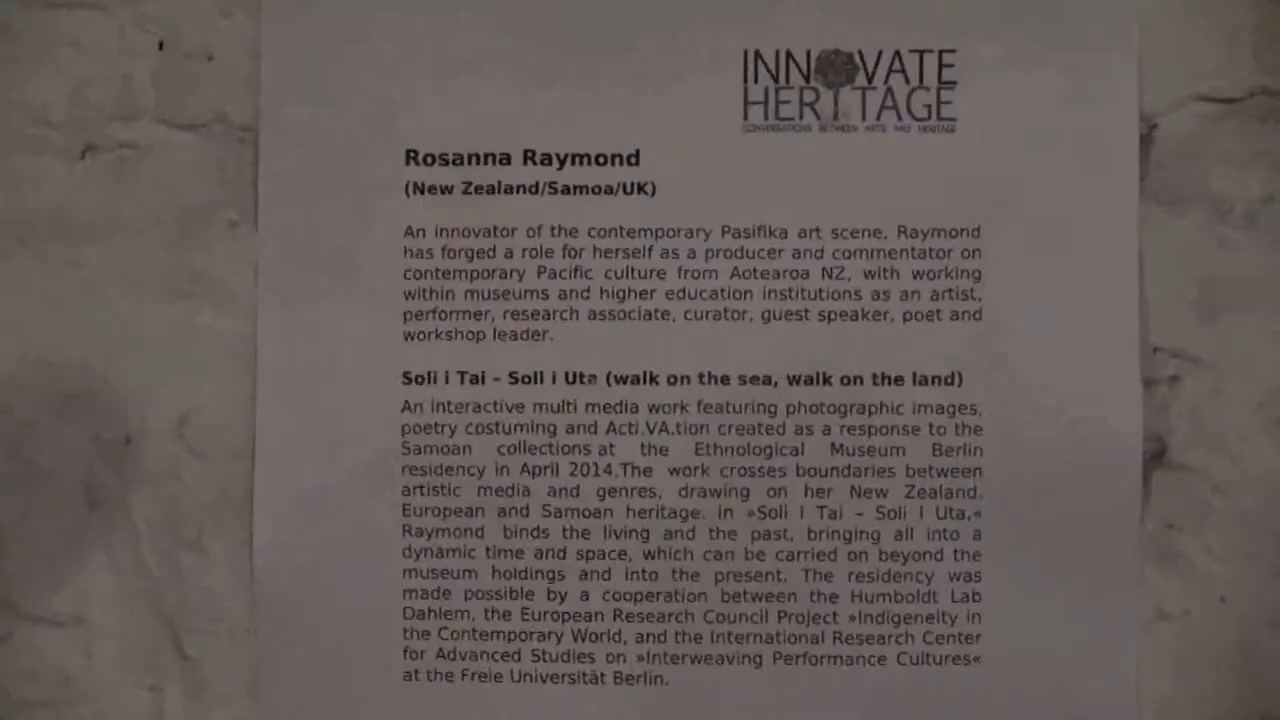 INNOVATE
HERITAGE
CONVERSATIONS BETWEEN ARTS AND HERITAGE
Rosanna Raymond
(New Zealand/Samoa/UK)
An innovator of the contemporary Pasifika art scene, Raymond
has forged a role for herself as a producer and commentator on
contemporary Pacific culture from Aotearoa NZ, with working
within museums and higher education institutions as an artist,
performer, research associate, curator, guest speaker, poet and
workshop leader.
Soli i Tai – Soli i Uta (walk on the sea, walk on the land)
An interactive multi media work featuring photographic images,
poetry costuming and Acti.VA.tion created as a response to the
Samoan collections at the Ethnological Museum Berlin
residency in April 2014.The work crosses boundaries between
artistic media and genres, drawing on her New Zealand,
European and Samoan heritage. In »Soli I Tai – Soli I Uta,«
Raymond binds the living and the past, bringing all into a
dynamic time and space, which can be carried on beyond the
museum holdings and into the present. The residency was
made possible by a cooperation between the Humboldt Lab
Dahlem, the European Research Council Project »Indigeneity in
the Contemporary World, and the International Research Center
for Advanced Studies on »Interweaving Performance Cultures«
at the Freie Universität Berlin.